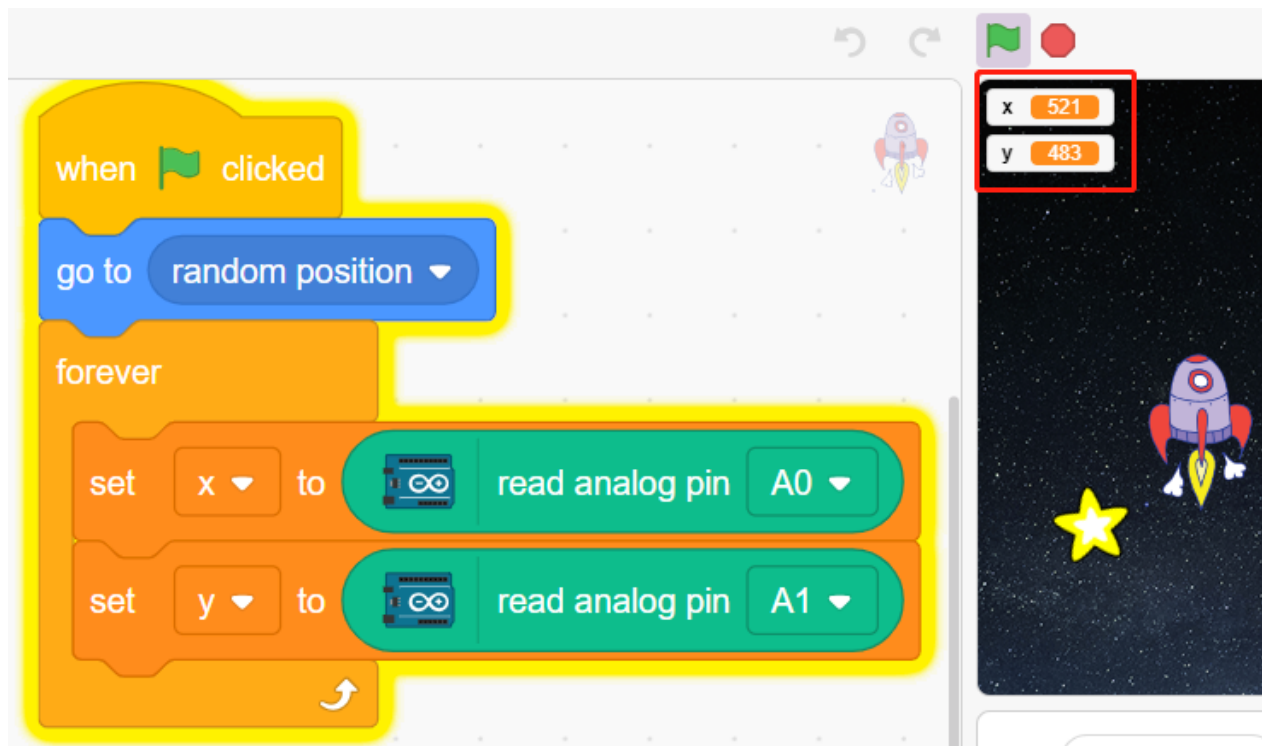 when clicked
go to random position
forever
set x to read analog pin A0
set y to read analog pin A1
x 521
y 483